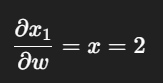 ∂x₁/∂w = x = 2